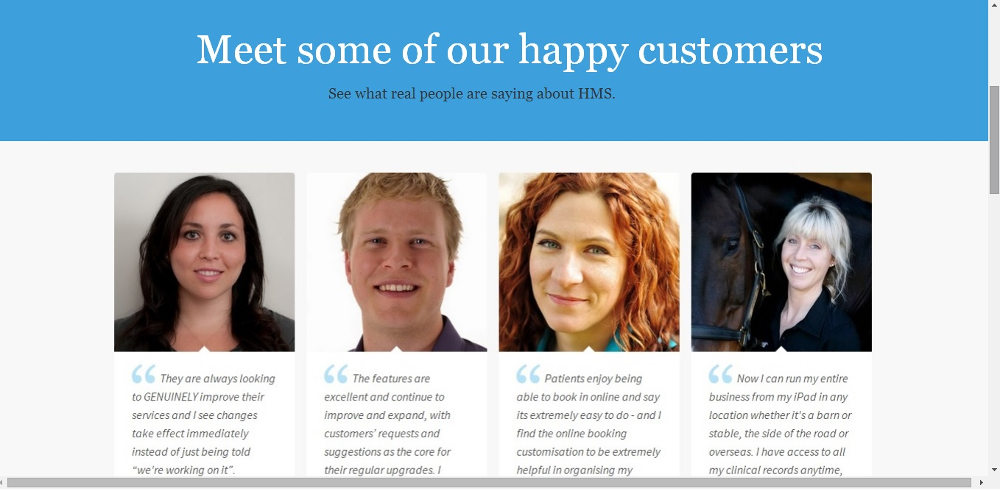 Meet some of our happy customers
See what real people are saying about HMS.
“ They are always looking
to GENUINELY improve their
services and I see changes
take effect immediately
instead of just being told
“we're working on it”.
“ The features are
excellent and continue to
improve and expand, with
customers’ requests and
suggestions as the core for
their regular upgrades. I
“ Patients enjoy being
able to book in online and say
its extremely easy to do - and I
find the online booking
customisation to be extremely
helpful in organising my
“ Now I can run my entire
business from my iPad in any
location whether it's a barn or
stable, the side of the road or
overseas. I have access to all
my clinical records anytime,